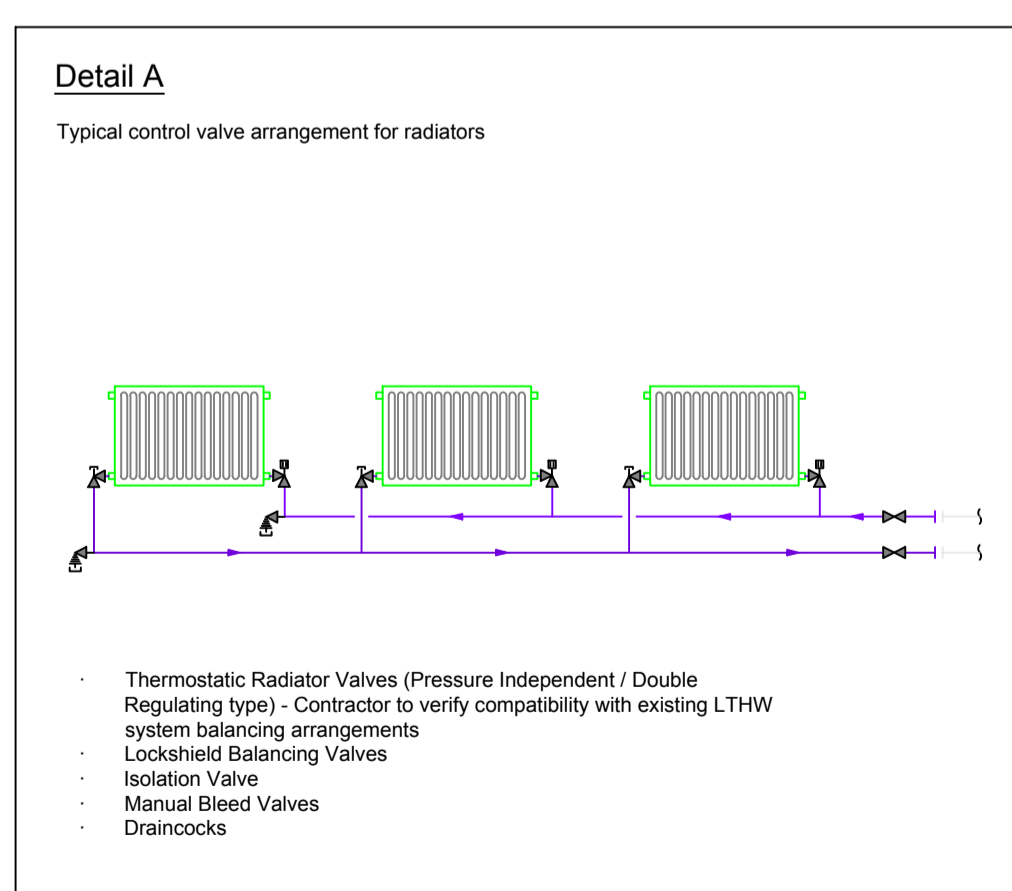 Detail A
Typical control valve arrangement for radiators
· Thermostatic Radiator Valves (Pressure Independent / Double
Regulating type) - Contractor to verify compatibility with existing LTHW
system balancing arrangements
· Lockshield Balancing Valves
· Isolation Valve
· Manual Bleed Valves
· Draincocks